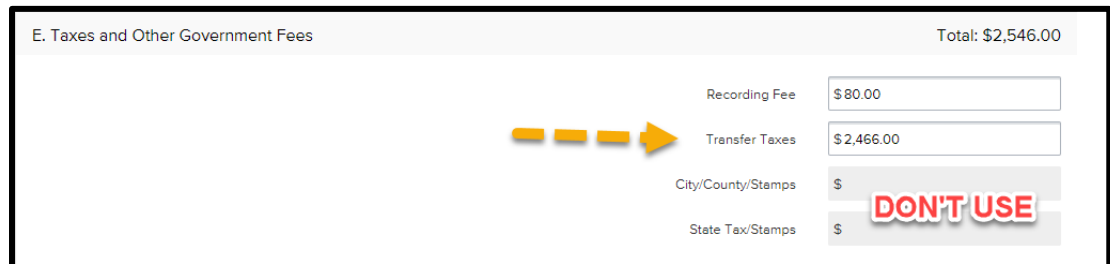 E. Taxes and Other Government Fees Total: $2,546.00
Recording Fee $80.00
Transfer Taxes $2,466.00
City/County/Stamps $
DON'T USE
State Tax/Stamps $